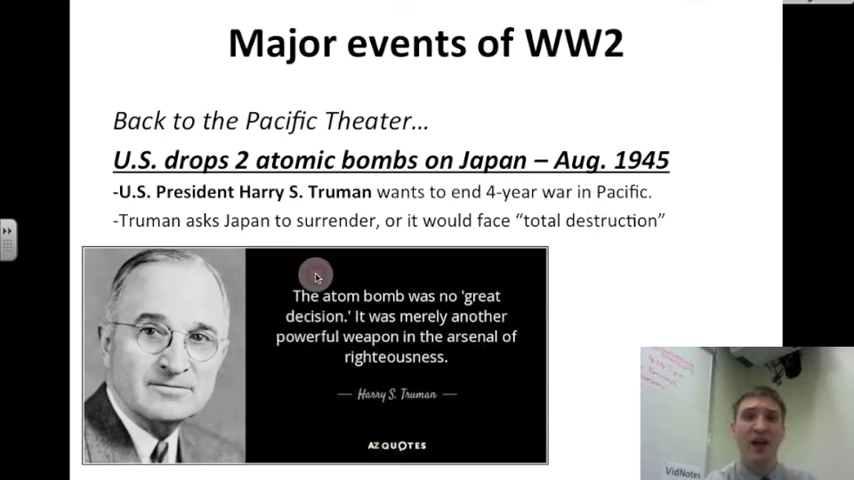 Major events of WW2
Back to the Pacific Theater…
U.S. drops 2 atomic bombs on Japan – Aug. 1945
-U.S. President Harry S. Truman wants to end 4-year war in Pacific.
-Truman asks Japan to surrender, or it would face “total destruction”
The atom bomb was no 'great
decision.' It was merely another
powerful weapon in the arsenal of
righteousness.
— Harry S. Truman —
AZ QUOTES
VidNotes